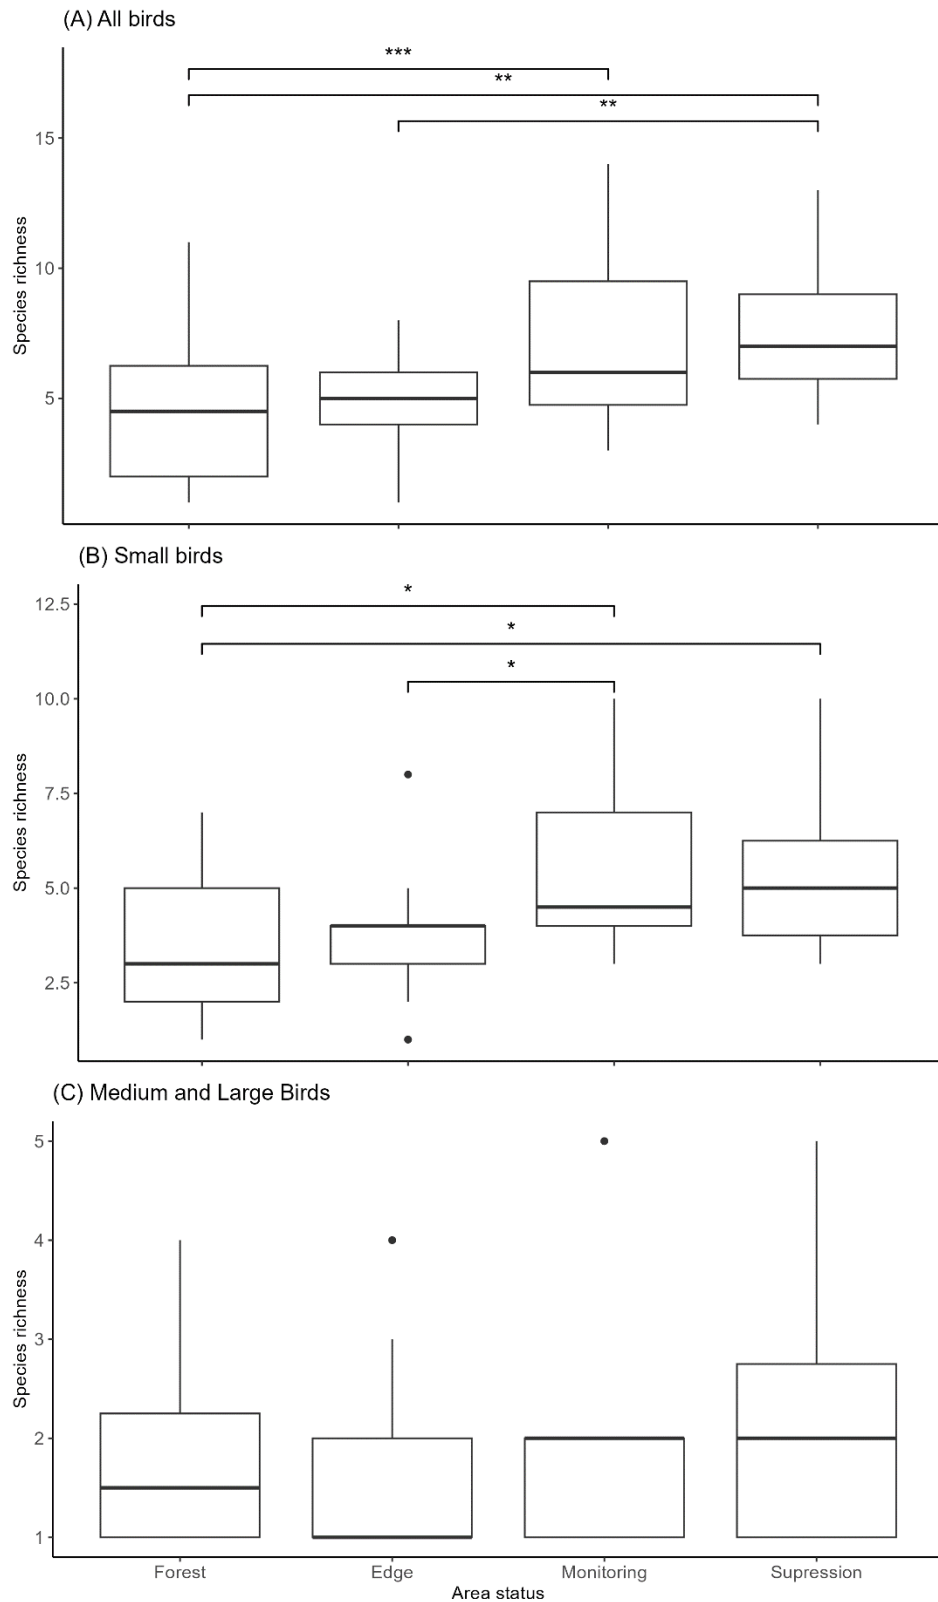 (A) All birds
***
**
**
15
10
5
Species richness
(B) Small birds
*
*
*
12.5
10.0
7.5
5.0
2.5
Species richness
(C) Medium and Large Birds
5
4
3
2
1
Species richness
Forest Edge Monitoring Supression
Area status